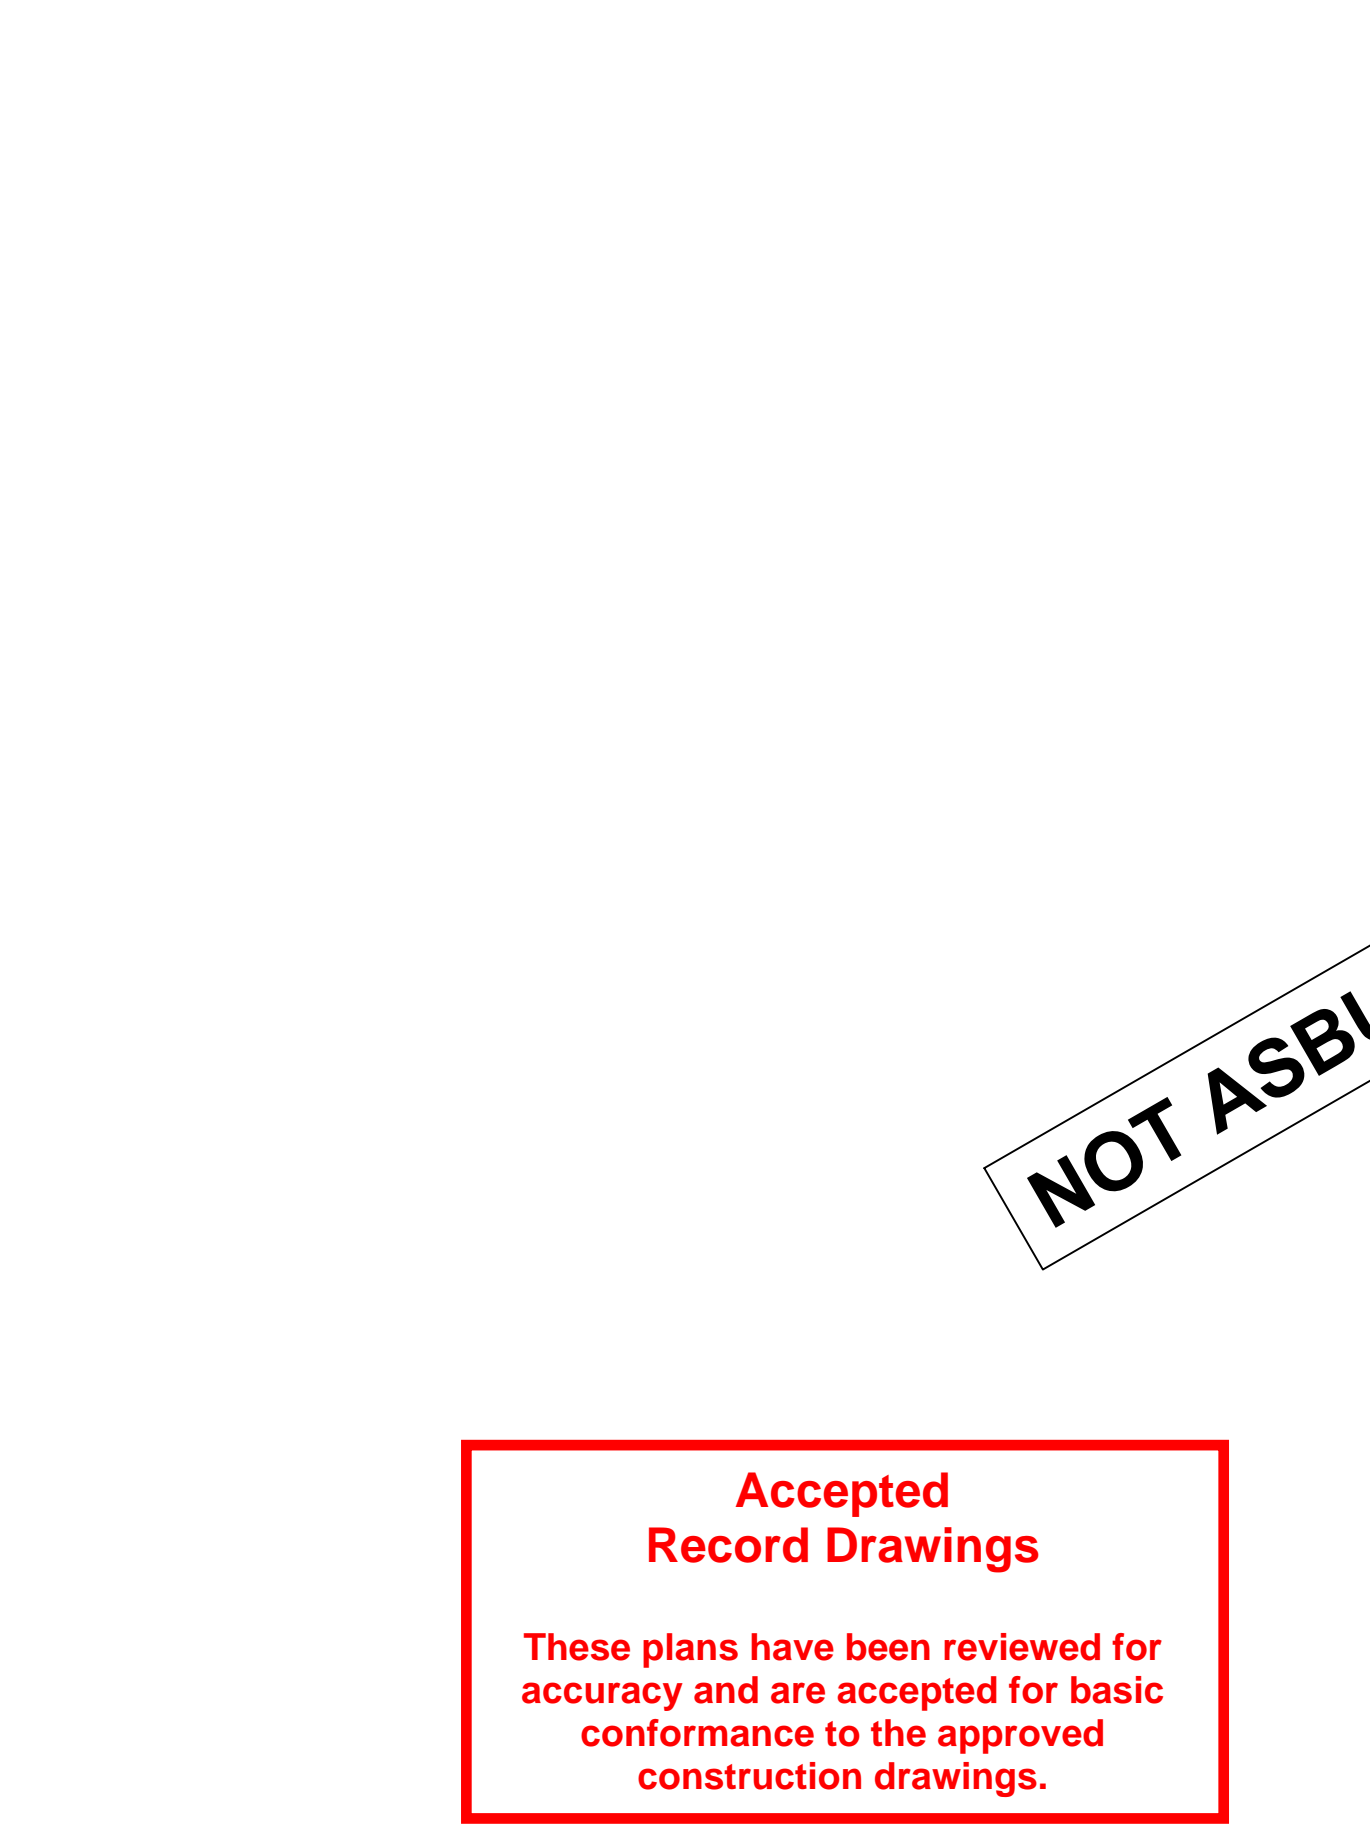 NOT ASBU
Accepted
Record Drawings
These plans have been reviewed for
accuracy and are accepted for basic
conformance to the approved
construction drawings.